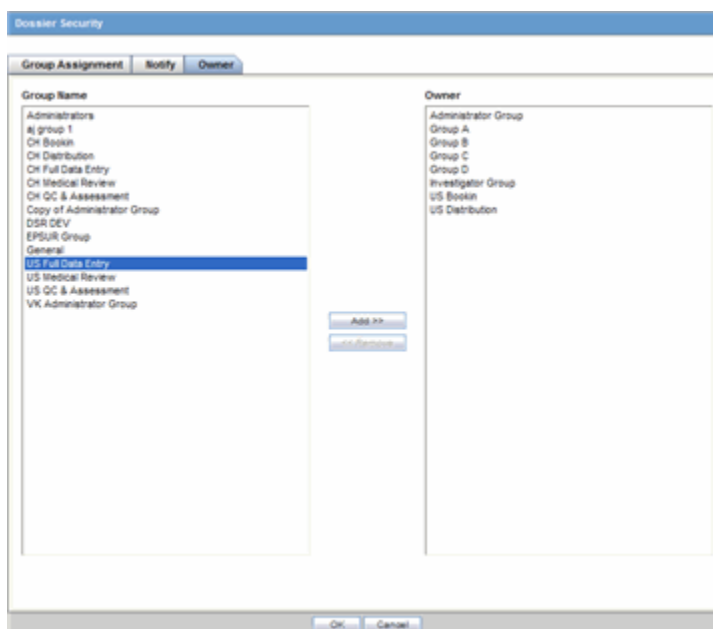 Dossier Security
Group Assignment Notify Owner
Group Name
Administrators
aj group 1
CH Bookin
CH Distribution
CH Full Data Entry
CH Medical Review
CH QC & Assessment
Copy of Administrator Group
DSR DEV
EPSUR Group
General
US Full Data Entry
US Medical Review
US QC & Assessment
VK Administrator Group
Add >>
<< Remove
Owner
Administrator Group
Group A
Group B
Group C
Group D
Investigator Group
US Bookin
US Distribution
OK Cancel